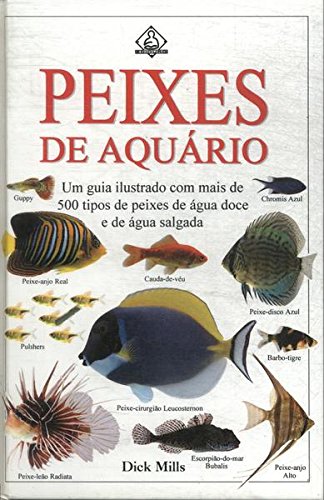 PEIXES
DE AQUÁRIO
Guppy
Chromis Azul
Um guia ilustrado com mais de
500 tipos de peixes de água doce
e de água salgada
Peixe-anjo Real
Cauda-de-véu
Peixe-disco Azul
Pulihers
Barbo-tigre
Peixe-cirurgião Leucosternon
Peixe-leão Radiata
Escorpião-do-mar
Bubalis
Peixe-anjo
Alto
Dick Mills